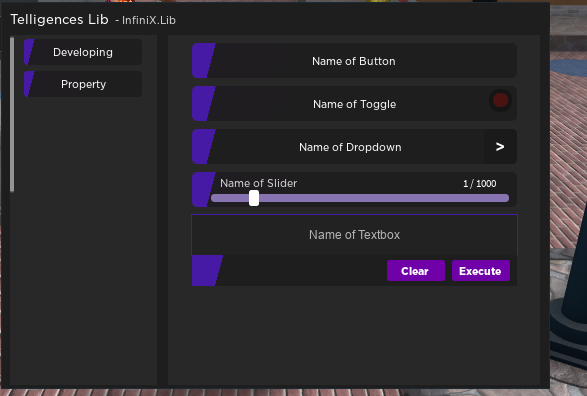 Telligences Lib - InfiniX.Lib
Developing
Property
Name of Button
Name of Toggle
Name of Dropdown >
Name of Slider 1 / 1000
Name of Textbox
Clear Execute